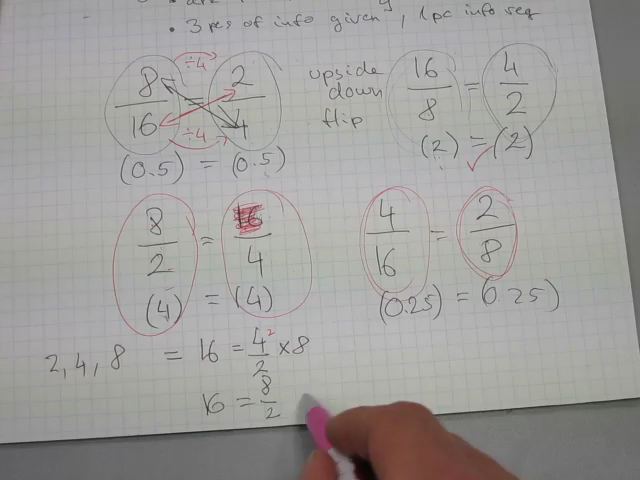 • 3 pcs of info given, 1 pc info req
8/16 = 2/4
÷4
÷4
(0.5) = (0.5)
upside
down
flip
16/8 = 4/2
(2) = (2)
8/2 = 16/4
(4) = (4)
4/16 = 2/8
(0.25) = (0.25)
2, 4, 8 = 16 = 4²/2 × 8
16 = 8/2